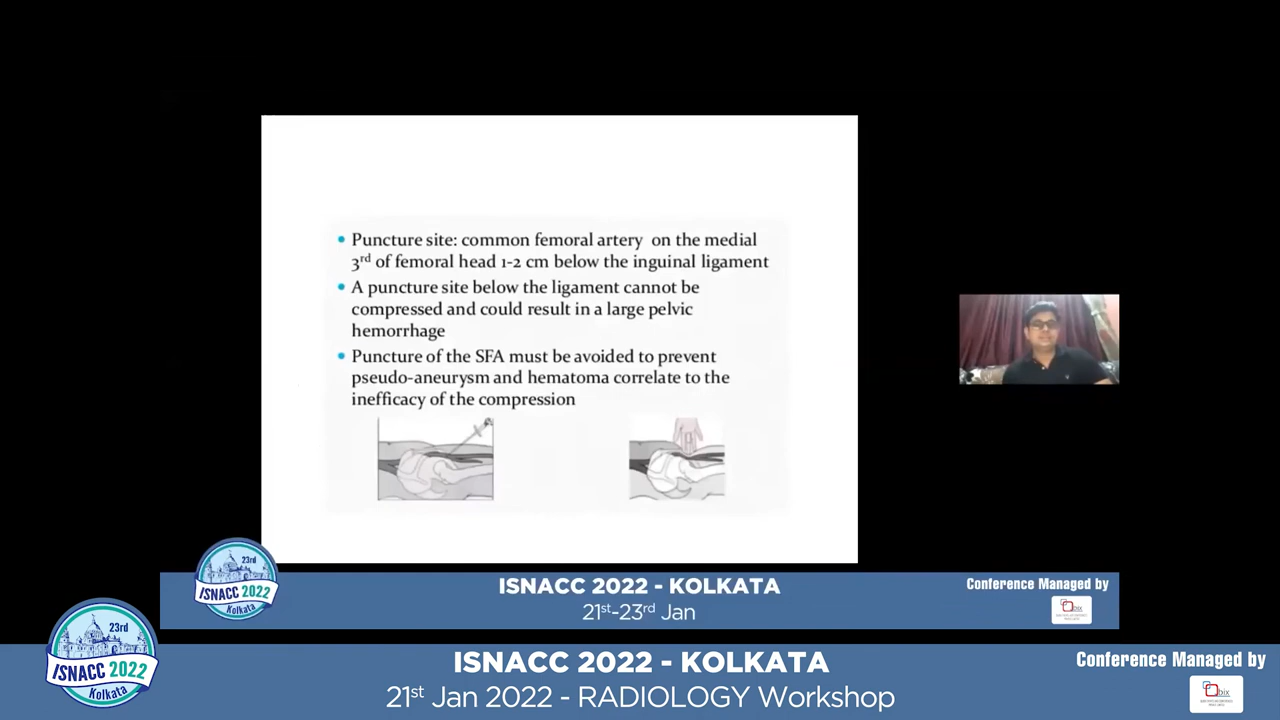 • Puncture site: common femoral artery on the medial
3rd of femoral head 1-2 cm below the inguinal ligament
• A puncture site below the ligament cannot be
compressed and could result in a large pelvic
hemorrhage
• Puncture of the SFA must be avoided to prevent
pseudo-aneurysm and hematoma correlate to the
inefficacy of the compression
23rd
ISNACC 2022
Kolkata
ISNACC 2022 - KOLKATA
21st-23rd Jan
Conference Managed by
bix
23rd
ISNACC 2022
Kolkata
ISNACC 2022 - KOLKATA
21st Jan 2022 - RADIOLOGY Workshop
Conference Managed by
bix